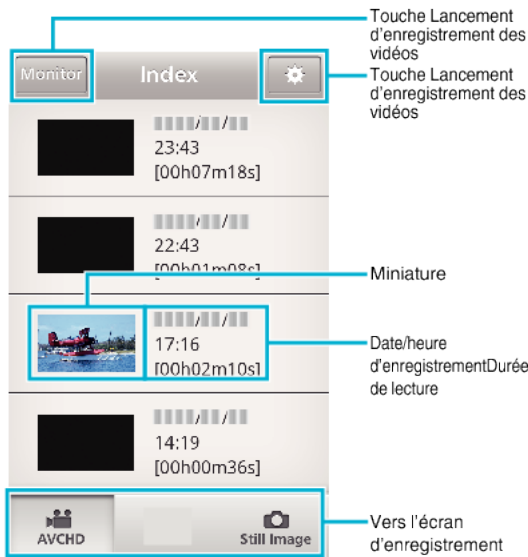 Touche Lancement
d'enregistrement des
vidéos
Monitor
Index
Touche Lancement
d'enregistrement des
vidéos
23:43
[00h07m18s]
22:43
[00h01m08s]
Miniature
17:16
[00h02m10s]
Date/heure
d'enregistrementDurée
de lecture
14:19
[00h00m36s]
AVCHD
Still Image
Vers l'écran
d'enregistrement